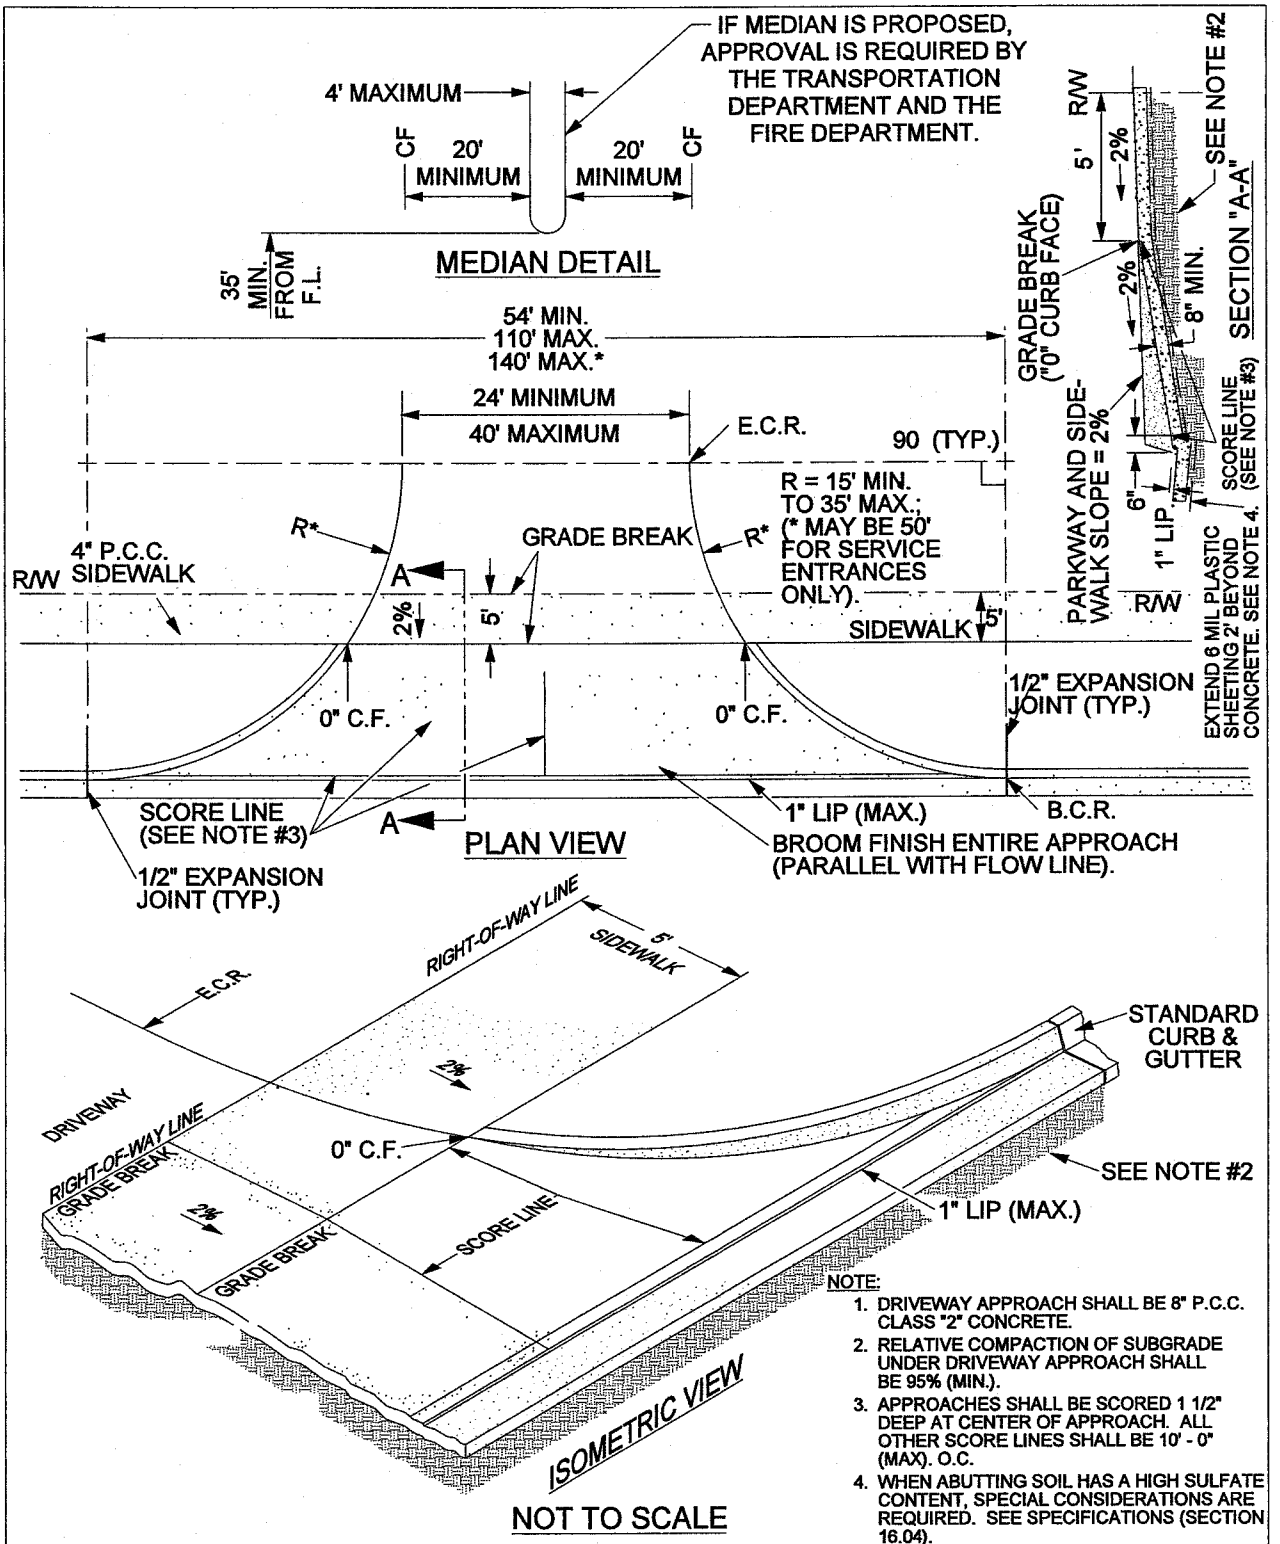 IF MEDIAN IS PROPOSED,
APPROVAL IS REQUIRED BY
THE TRANSPORTATION
DEPARTMENT AND THE
FIRE DEPARTMENT.
4' MAXIMUM
CF
20'
MINIMUM
20'
MINIMUM
CF
35'
MIN.
FROM
F.L.
MEDIAN DETAIL
54' MIN.
110' MAX.
140' MAX.*
24' MINIMUM
40' MAXIMUM
E.C.R.
90 (TYP.)
R = 15' MIN.
TO 35' MAX.;
(* MAY BE 50'
FOR SERVICE
ENTRANCES
ONLY).
R*
R*
GRADE BREAK
4" P.C.C.
SIDEWALK
R/W
A
2%
5'
SIDEWALK
5'
R/W
0" C.F.
0" C.F.
1/2" EXPANSION
JOINT (TYP.)
SCORE LINE
(SEE NOTE #3)
A
PLAN VIEW
1" LIP (MAX.)
B.C.R.
BROOM FINISH ENTIRE APPROACH
(PARALLEL WITH FLOW LINE).
1/2" EXPANSION
JOINT (TYP.)
R/W
5'
2%
SEE NOTE #2
GRADE BREAK
("0" CURB FACE)
2%
8" MIN.
SECTION "A-A"
PARKWAY AND SIDE-
WALK SLOPE = 2%
6"
1" LIP
SCORE LINE
(SEE NOTE #3)
EXTEND 6 MIL PLASTIC
SHEETING 2' BEYOND
CONCRETE. SEE NOTE 4.
RIGHT-OF-WAY LINE
5'
SIDEWALK
E.C.R.
STANDARD
CURB &
GUTTER
2%
DRIVEWAY
RIGHT-OF-WAY LINE
GRADE BREAK
0" C.F.
2%
SEE NOTE #2
1" LIP (MAX.)
SCORE LINE
GRADE BREAK
ISOMETRIC VIEW
NOT TO SCALE
NOTE:
1. DRIVEWAY APPROACH SHALL BE 8" P.C.C.
CLASS "2" CONCRETE.
2. RELATIVE COMPACTION OF SUBGRADE
UNDER DRIVEWAY APPROACH SHALL
BE 95% (MIN.).
3. APPROACHES SHALL BE SCORED 1 1/2"
DEEP AT CENTER OF APPROACH. ALL
OTHER SCORE LINES SHALL BE 10' - 0"
(MAX). O.C.
4. WHEN ABUTTING SOIL HAS A HIGH SULFATE
CONTENT, SPECIAL CONSIDERATIONS ARE
REQUIRED. SEE SPECIFICATIONS (SECTION
16.04).